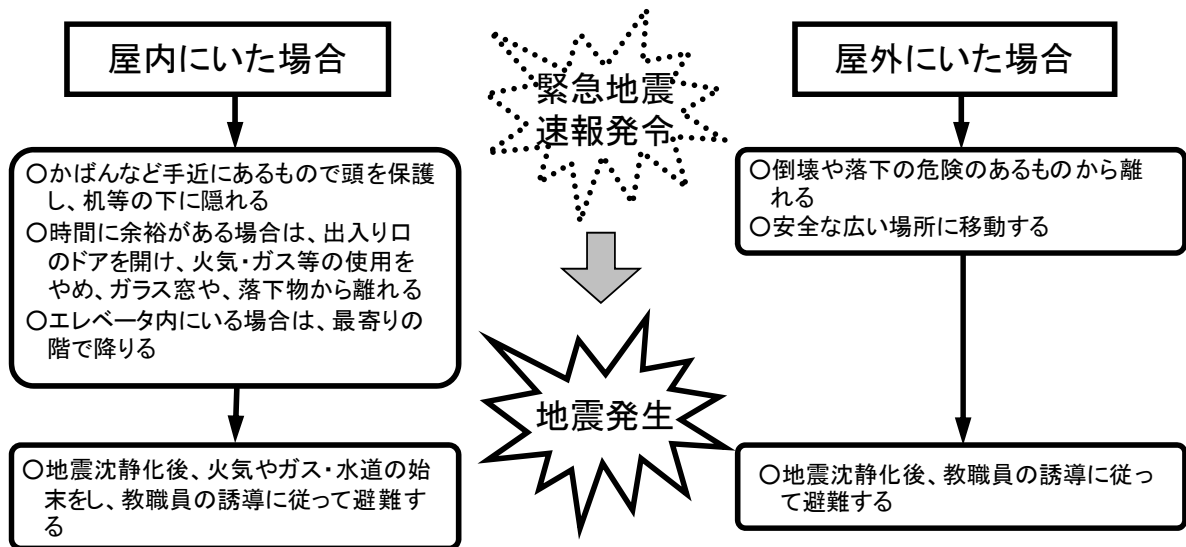 屋内にいた場合
○かばんなど手近にあるもので頭を保護
し、机等の下に隠れる
○時間に余裕がある場合は、出入り口
のドアを開け、火気・ガス等の使用を
やめ、ガラス窓や、落下物から離れる
○エレベータ内にいる場合は、最寄りの
階で降りる
○地震沈静化後、火気やガス・水道の始
末をし、教職員の誘導に従って避難す
る
緊急地震
速報発令
地震発生
屋外にいた場合
○倒壊や落下の危険のあるものから離
れる
○安全な広い場所に移動する
○地震沈静化後、教職員の誘導に従っ
て避難する